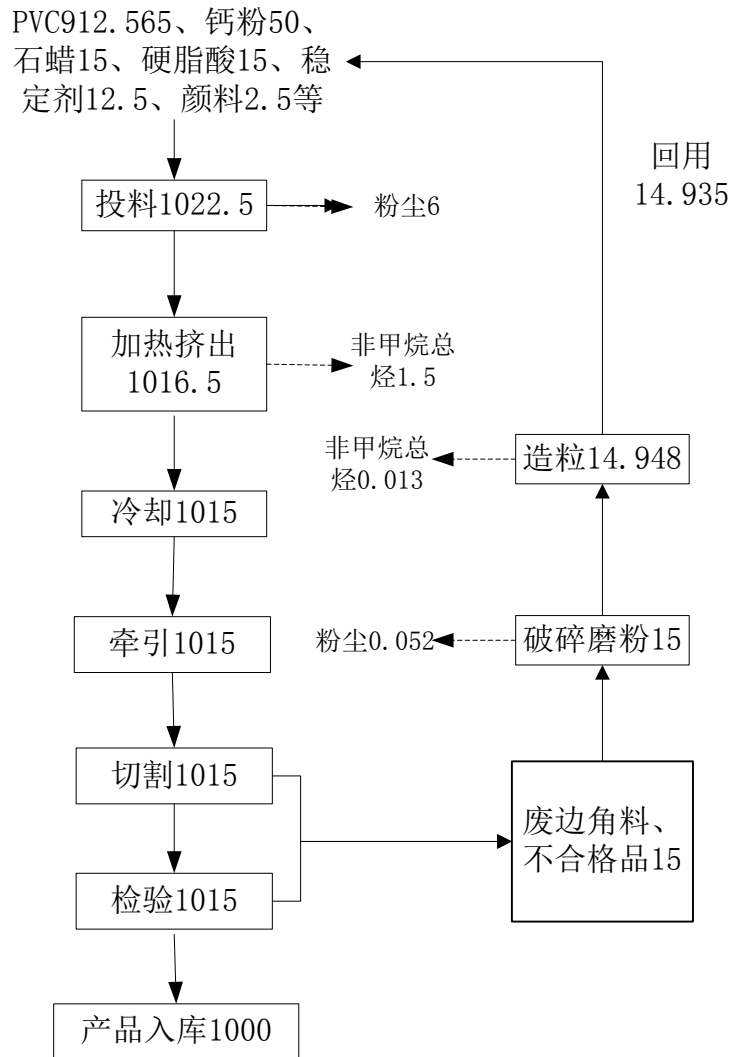 PVC912.565、钙粉50、
石蜡15、硬脂酸15、稳
定剂12.5、颜料2.5等
回用
14.935
投料1022.5
粉尘6
加热挤出
1016.5
非甲烷总
烃1.5
非甲烷总
烃0.013
造粒14.948
冷却1015
牵引1015
粉尘0.052
破碎磨粉15
切割1015
废边角料、
不合格品15
检验1015
产品入库1000